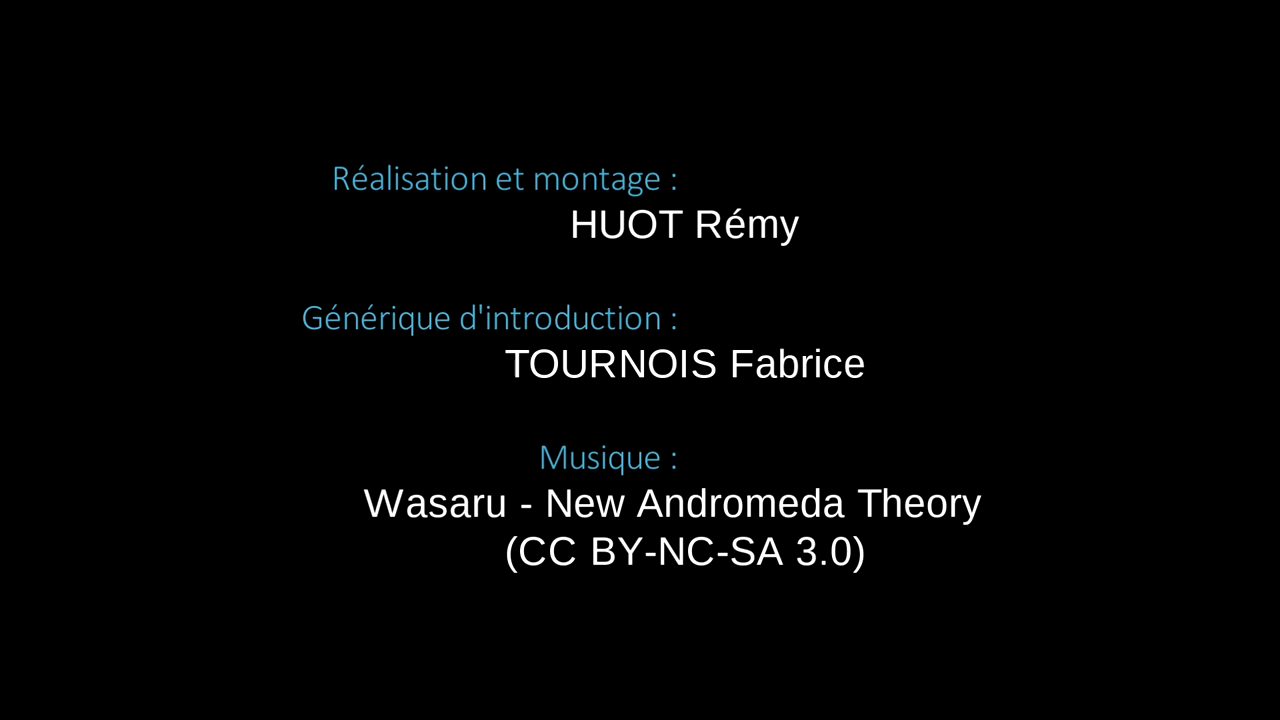 Réalisation et montage :
HUOT Rémy
Générique d'introduction :
TOURNOIS Fabrice
Musique :
Wasaru - New Andromeda Theory
(CC BY-NC-SA 3.0)